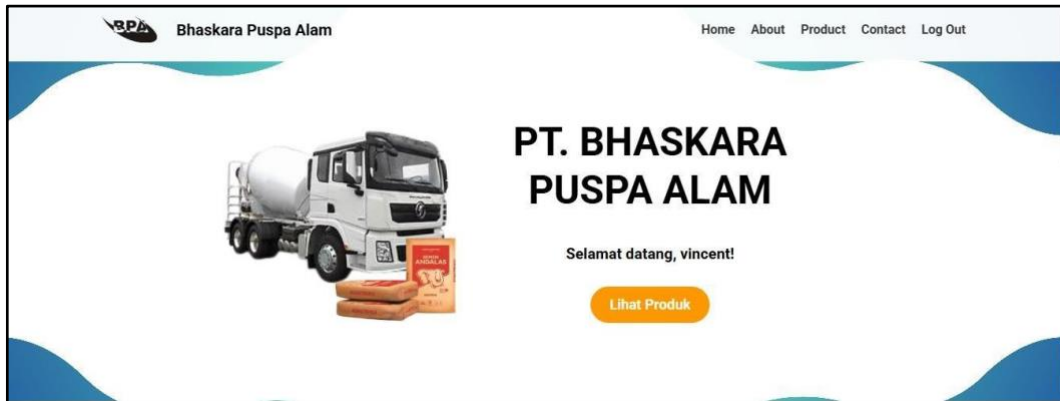 BPA
Bhaskara Puspa Alam
Home About Product Contact Log Out
PT. BHASKARA
PUSPA ALAM
SEMEN
ANDALAS
Selamat datang, vincent!
Lihat Produk